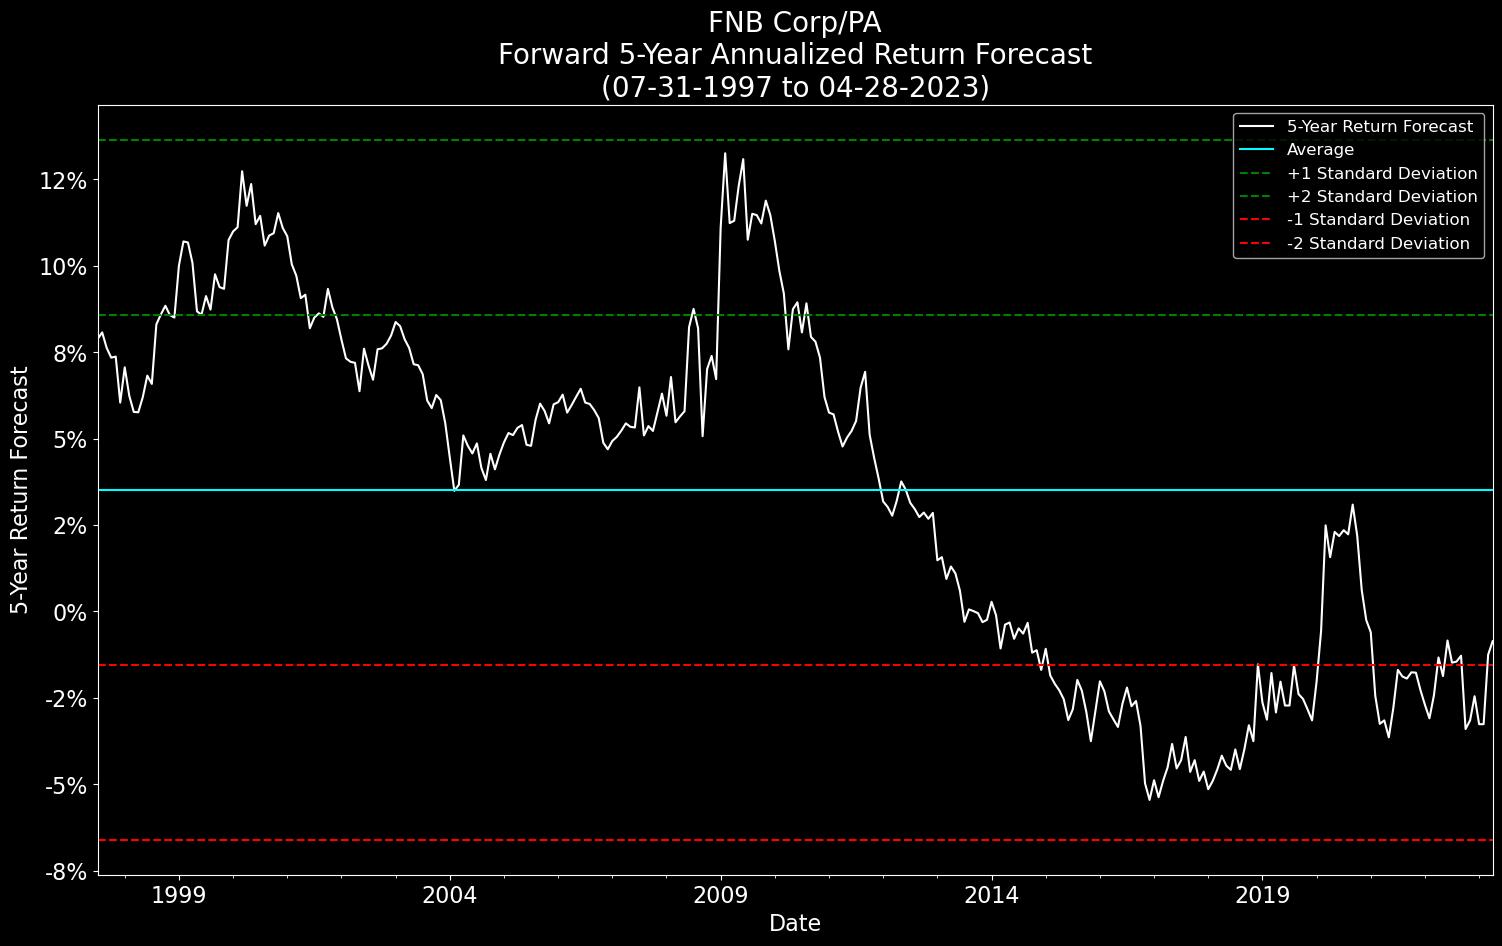 FNB Corp/PA
Forward 5-Year Annualized Return Forecast
(07-31-1997 to 04-28-2023)
5-Year Return Forecast
Average
+1 Standard Deviation
+2 Standard Deviation
-1 Standard Deviation
-2 Standard Deviation
12%
10%
8%
5%
2%
0%
-2%
-5%
-8%
5-Year Return Forecast
1999
2004
2009
2014
2019
Date